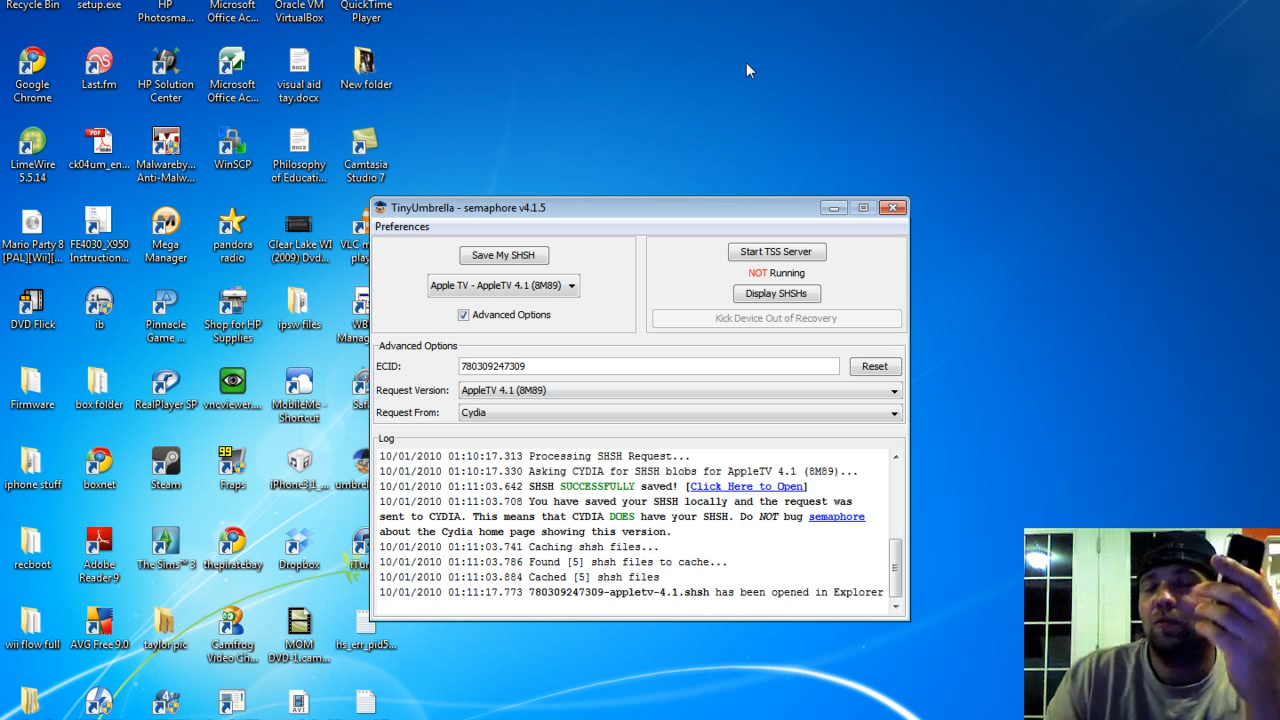 Recycle Bin
setup.exe
HP
Photosma...
Microsoft
Office Ac...
Oracle VM
VirtualBox
QuickTime
Player
Google
Chrome
Last.fm
HP Solution
Center
Microsoft
Office Ac...
visual aid
tay.docx
New folder
LimeWire
5.5.14
ck04um_en...
Malwareby...
Anti-Malw...
WinSCP
Philosophy
of Educati...
Camtasia
Studio 7
Mario Party 8
[PAL][Wii][...
FE4030_X950
Instruction...
Mega
Manager
pandora
radio
Clear Lake WI
(2009) Dvd...
VLC m
play
DVD Flick
ib
Pinnacle
Game ...
Shop for HP
Supplies
ipsw files
WB
Manag
Firmware
box folder
RealPlayer SP
vncviewer...
MobileMe -
Shortcut
Saf
iphone stuff
boxnet
Steam
Fraps
iPhone3,1_...
umbrel
recboot
Adobe
Reader 9
The Sims™ 3
thepiratebay
Dropbox
iTu
wii flow full
AVG Free 9.0
taylor pic
Camfrog
Video Ch...
MOM
DVD-1.cam...
hs_err_pid5...
TinyUmbrella - semaphore v4.1.5
Preferences
Save My SHSH
Apple TV - AppleTV 4.1 (8M89)
Advanced Options
Start TSS Server
NOT Running
Display SHSHs
Kick Device Out of Recovery
Advanced Options
ECID:
780309247309
Reset
Request Version:
AppleTV 4.1 (8M89)
Request From:
Cydia
Log
10/01/2010 01:10:17.313 Processing SHSH Request...
10/01/2010 01:10:17.330 Asking CYDIA for SHSH blobs for AppleTV 4.1 (8M89)...
10/01/2010 01:11:03.642 SHSH SUCCESSFULLY saved! [Click Here to Open]
10/01/2010 01:11:03.708 You have saved your SHSH locally and the request was
sent to CYDIA. This means that CYDIA DOES have your SHSH. Do NOT bug semaphore
about the Cydia home page showing this version.
10/01/2010 01:11:03.741 Caching shsh files...
10/01/2010 01:11:03.786 Found [5] shsh files to cache...
10/01/2010 01:11:03.884 Cached [5] shsh files
10/01/2010 01:11:17.773 780309247309-appletv-4.1.shsh has been opened in Explorer